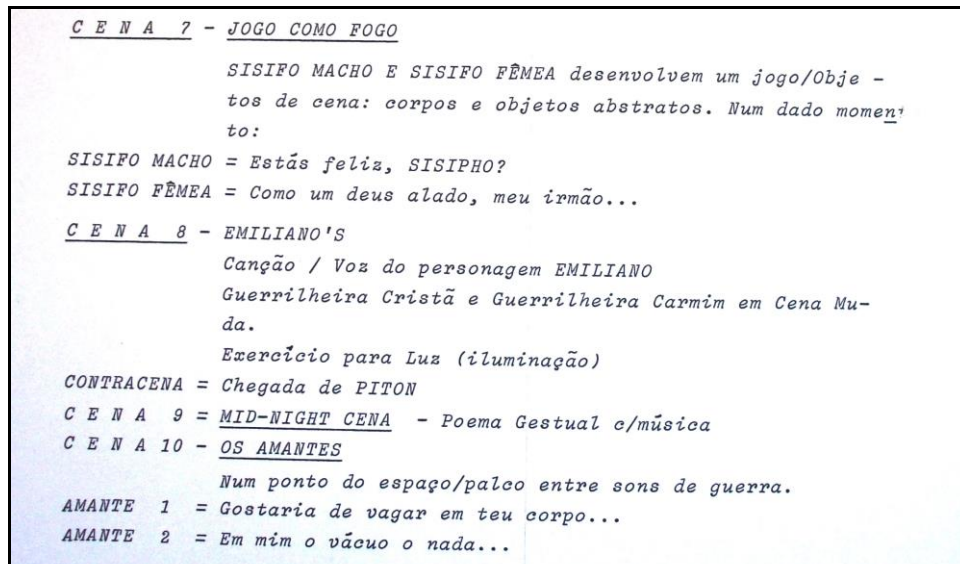 C E N A 7 - JOGO COMO FOGO
SISIFO MACHO E SISIFO FÊMEA desenvolvem um jogo/Obje -
tos de cena: corpos e objetos abstratos. Num dado momen
to:
SISIFO MACHO = Estás feliz, SISIPHO?
SISIFO FÊMEA = Como um deus alado, meu irmão...
C E N A 8 - EMILIANO'S
Canção / Voz do personagem EMILIANO
Guerrilheira Cristã e Guerrilheira Carmim em Cena Mu-
da.
Exercício para Luz (iluminação)
CONTRACENA = Chegada de PITON
C E N A 9 = MID-NIGHT CENA - Poema Gestual c/música
C E N A 10 - OS AMANTES
Num ponto do espaço/palco entre sons de guerra.
AMANTE 1 = Gostaria de vagar em teu corpo...
AMANTE 2 = Em mim o vácuo o nada...